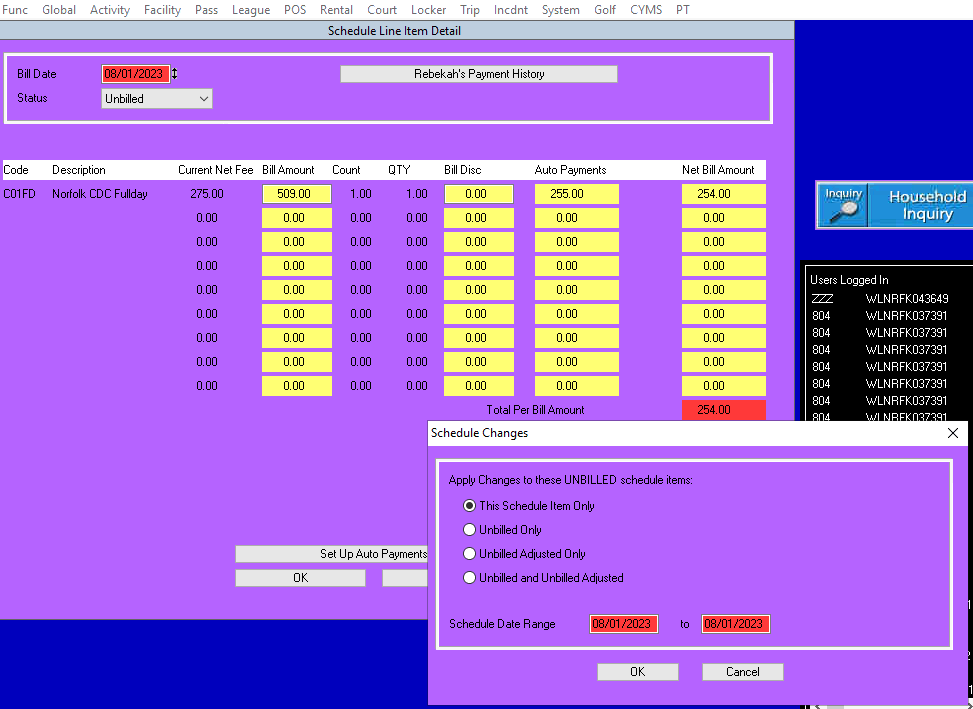 Func Global Activity Facility Pass League POS Rental Court Locker Trip Incdnt System Golf CYMS PT
Schedule Line Item Detail
Bill Date 08/01/2023 Rebekah's Payment History
Status Unbilled
Code Description Current Net Fee Bill Amount Count QTY Bill Disc Auto Payments Net Bill Amount
C01FD Norfolk CDC Fullday 275.00 509.00 1.00 1.00 0.00 255.00 254.00
0.00 0.00 0.00 0.00 0.00 0.00 0.00
0.00 0.00 0.00 0.00 0.00 0.00 0.00
0.00 0.00 0.00 0.00 0.00 0.00 0.00
0.00 0.00 0.00 0.00 0.00 0.00 0.00
0.00 0.00 0.00 0.00 0.00 0.00 0.00
0.00 0.00 0.00 0.00 0.00 0.00 0.00
0.00 0.00 0.00 0.00 0.00 0.00 0.00
0.00 0.00 0.00 0.00 0.00 0.00 0.00
Total Per Bill Amount 254.00
Set Up Auto Payments
OK
Inquiry
Household
Inquiry
Users Logged In
ZZZ WLNRFK043649
804 WLNRFK037391
804 WLNRFK037391
804 WLNRFK037391
804 WLNRFK037391
804 WLNRFK037391
804 WLNRFK037391
804 WLNRFK037391
Schedule Changes
Apply Changes to these UNBILLED schedule items:
This Schedule Item Only
Unbilled Only
Unbilled Adjusted Only
Unbilled and Unbilled Adjusted
Schedule Date Range 08/01/2023 to 08/01/2023
OK Cancel